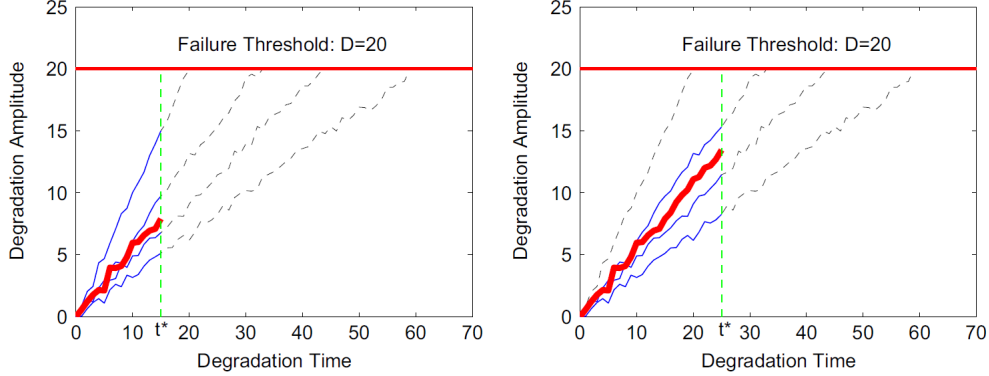 25
20
15
10
5
0
Degradation Amplitude
Failure Threshold: D=20
0 10 t* 20 30 40 50 60 70
Degradation Time
25
20
15
10
5
0
Degradation Amplitude
Failure Threshold: D=20
0 10 20 t* 30 40 50 60 70
Degradation Time